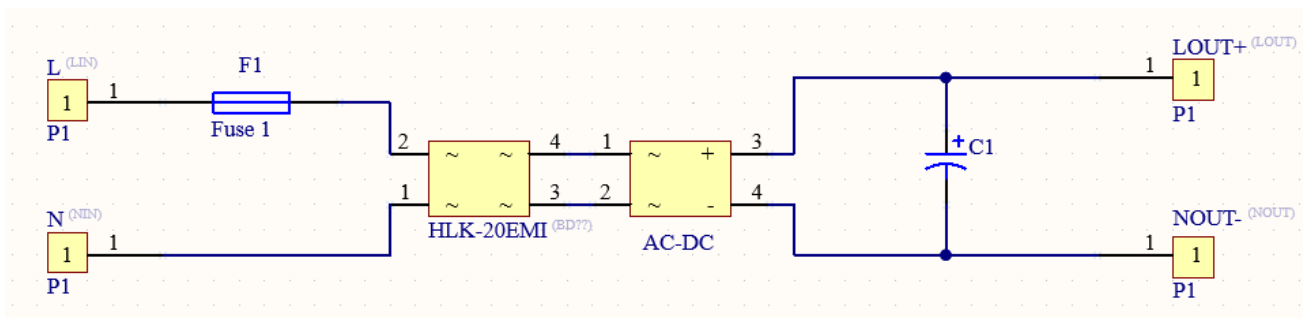 L (LIN)
1
1
P1
F1
Fuse 1
N (NIN)
1
1
P1
2
1
~ ~
~ ~
4
3
HLK-20EMI (BD??)
1
2
~ +
~ -
3
4
AC-DC
+
C1
LOUT+ (LOUT)
1
1
P1
NOUT- (NOUT)
1
1
P1